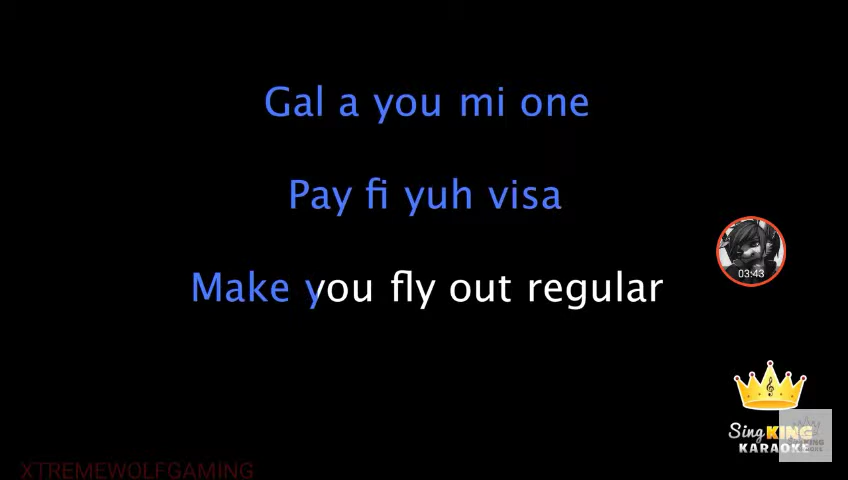 Gal a you mi one
Pay fi yuh visa
Make you fly out regular
03:43
Sing KING
KARAOKE
XTREMEWOLFGAMING